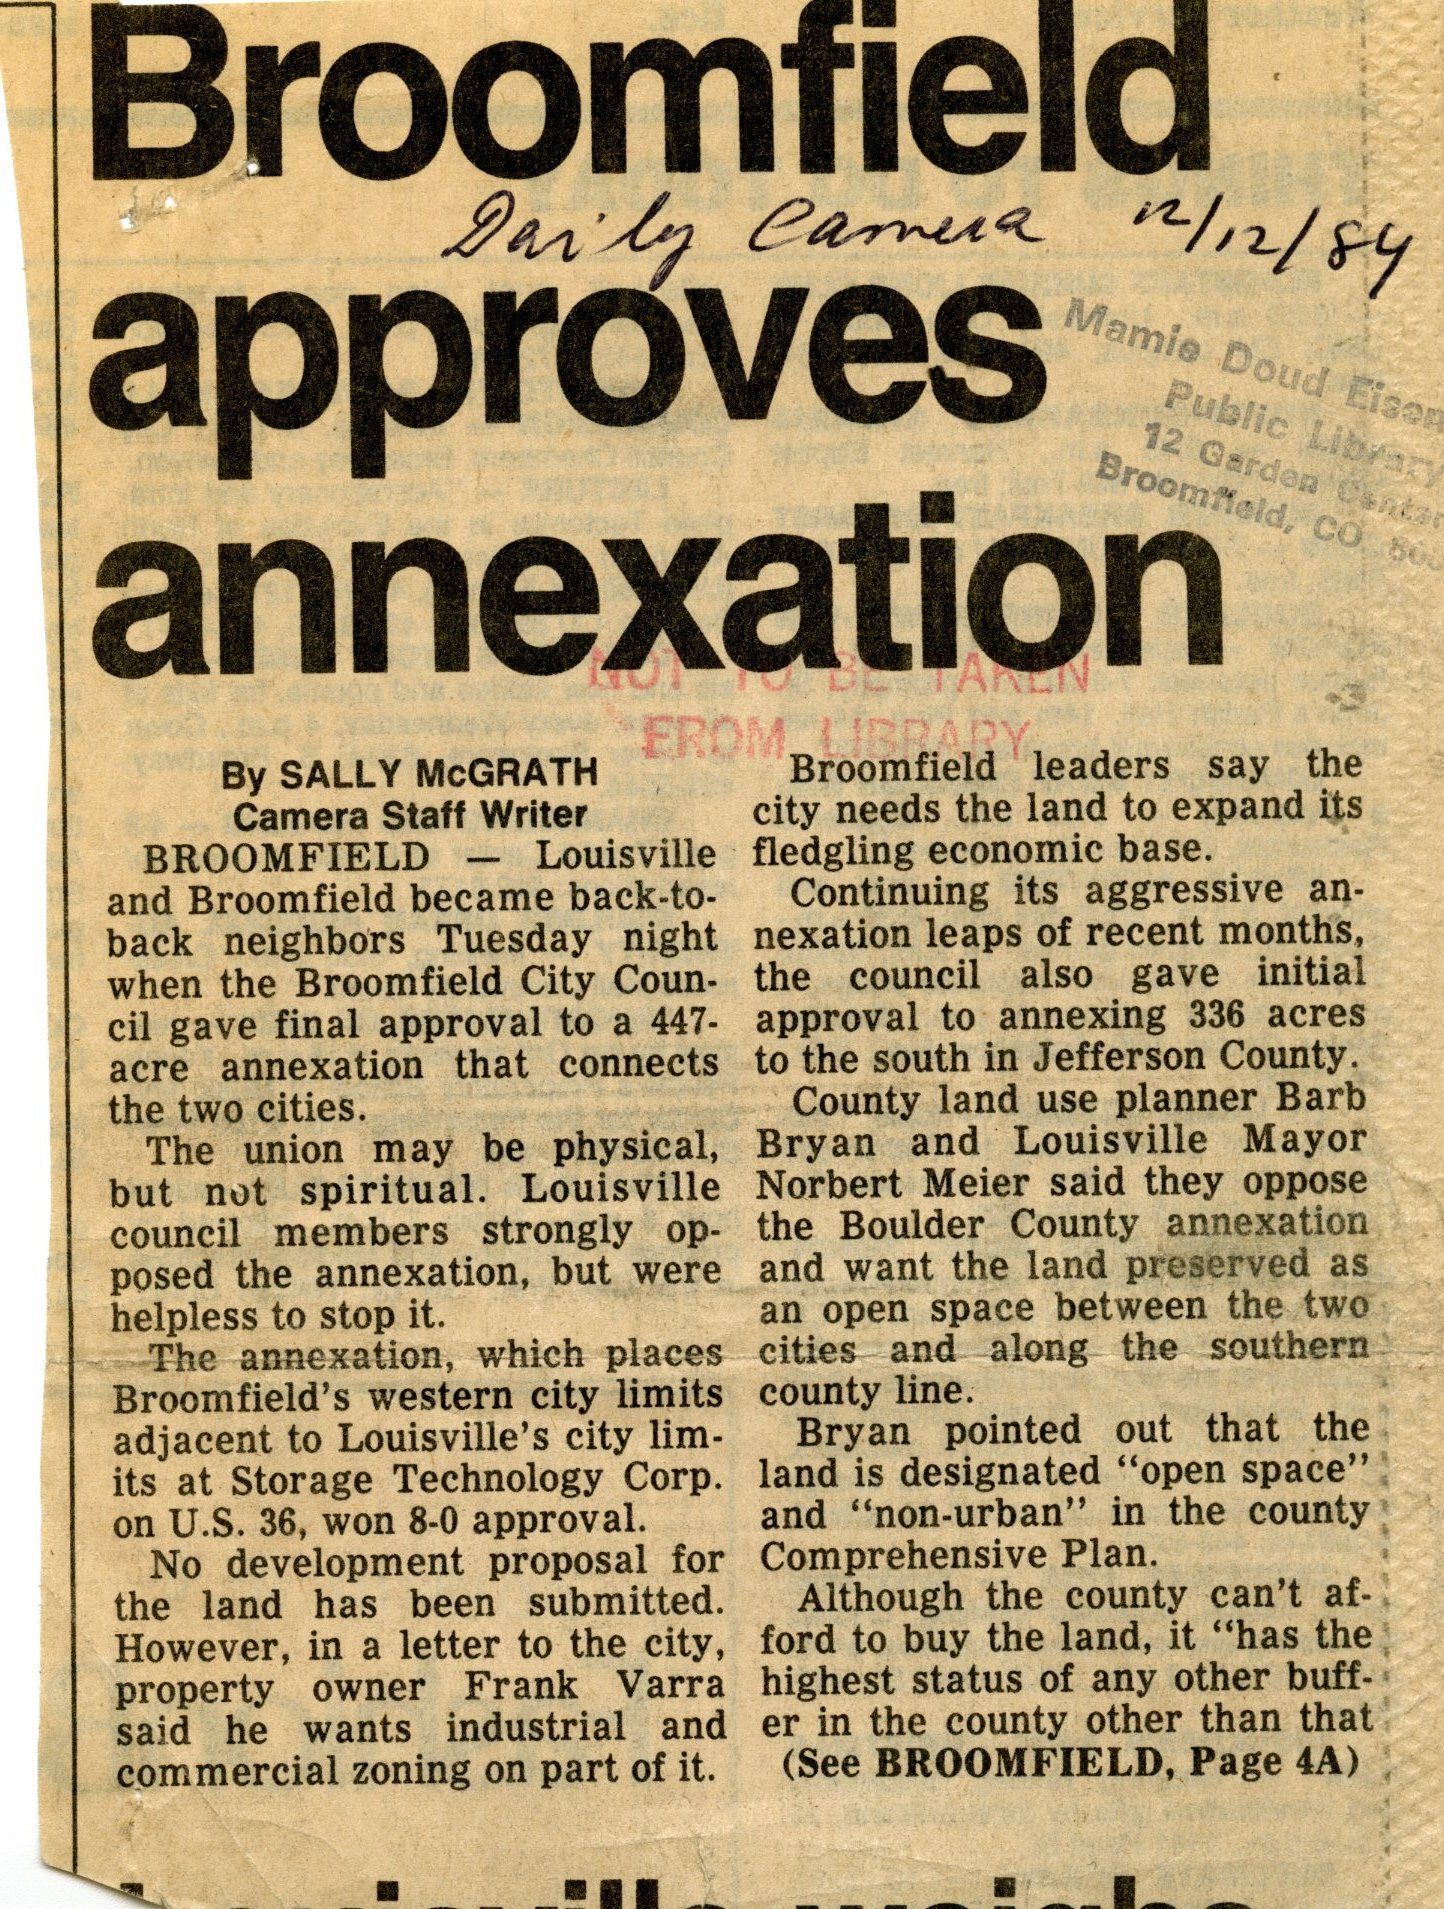 Broomfield
Daily Camera 12/12/84
approves
annexation
Mamie Doud
Public Library
12 Garden Center
Broomfield, CO
NOT TO BE TAKEN
FROM LIBRARY
By SALLY McGRATH
Camera Staff Writer
BROOMFIELD — Louisville
and Broomfield became back-to-
back neighbors Tuesday night
when the Broomfield City Coun-
cil gave final approval to a 447-
acre annexation that connects
the two cities.
The union may be physical,
but not spiritual. Louisville
council members strongly op-
posed the annexation, but were
helpless to stop it.
The annexation, which places
Broomfield's western city limits
adjacent to Louisville's city lim-
its at Storage Technology Corp.
on U.S. 36, won 8-0 approval.
No development proposal for
the land has been submitted.
However, in a letter to the city,
property owner Frank Varra
said he wants industrial and
commercial zoning on part of it.
Broomfield leaders say the
city needs the land to expand its
fledgling economic base.
Continuing its aggressive an-
nexation leaps of recent months,
the council also gave initial
approval to annexing 336 acres
to the south in Jefferson County.
County land use planner Barb
Bryan and Louisville Mayor
Norbert Meier said they oppose
the Boulder County annexation
and want the land preserved as
an open space between the two
cities and along the southern
county line.
Bryan pointed out that the
land is designated "open space"
and "non-urban" in the county
Comprehensive Plan.
Although the county can't af-
ford to buy the land, it "has the
highest status of any other buff-
er in the county other than that
(See BROOMFIELD, Page 4A)